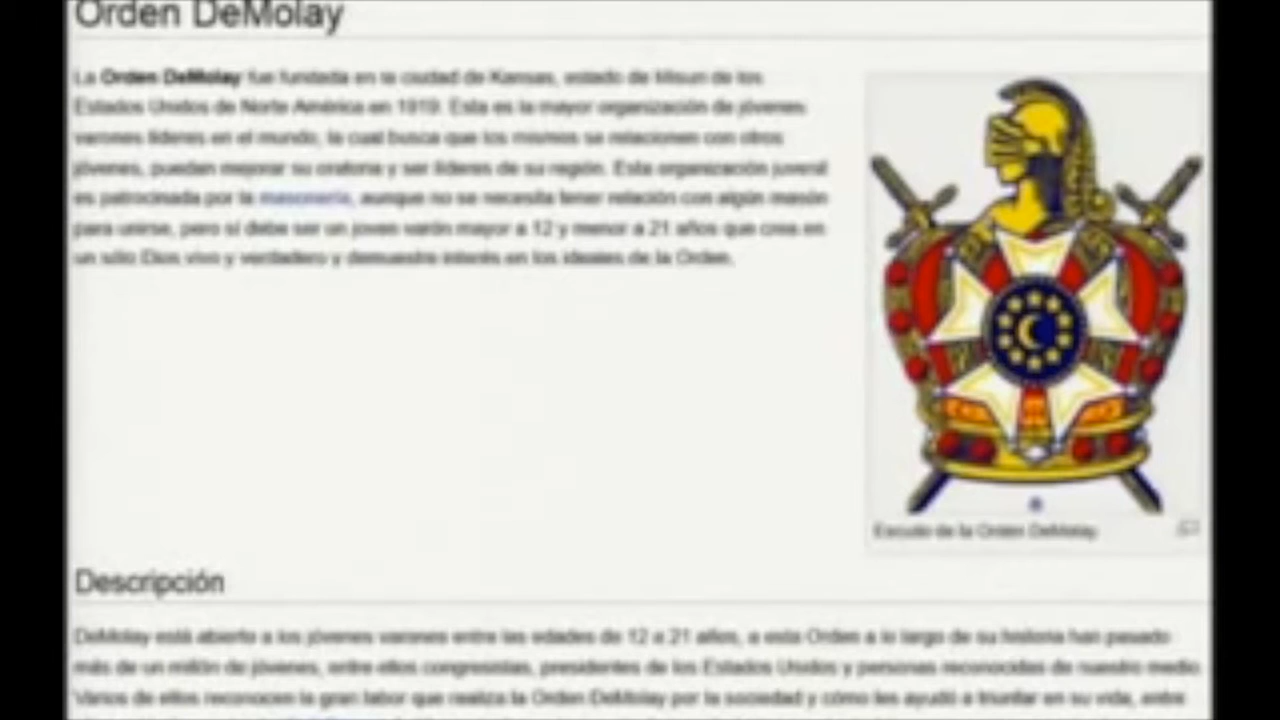 Orden DeMolay
La Orden DeMolay fue fundada en la ciudad de Kansas, estado de Misuri de los
Estados Unidos de Norte América en 1919. Esta es la mayor organización de jóvenes
varones líderes en el mundo, la cual busca que los mismos se relacionen con otros
jóvenes, puedan mejorar su oratoria y ser líderes de su región. Esta organización juvenil
es patrocinada por la masonería, aunque no se necesita tener relación con algún masón
para unirse, pero sí debe ser un joven varón mayor a 12 y menor a 21 años que crea en
un sólo Dios vivo y verdadero y demuestre interés en los ideales de la Orden.
Escudo de la Orden DeMolay.
Descripción
DeMolay está abierto a los jóvenes varones entre las edades de 12 a 21 años, a esta Orden a lo largo de su historia han pasado
más de un millón de jóvenes, entre ellos congresistas, presidentes de los Estados Unidos y personas reconocidas de nuestro medio.
Varios de ellos reconocen la gran labor que realiza la Orden DeMolay por la sociedad y cómo les ayudó a triunfar en su vida, entre